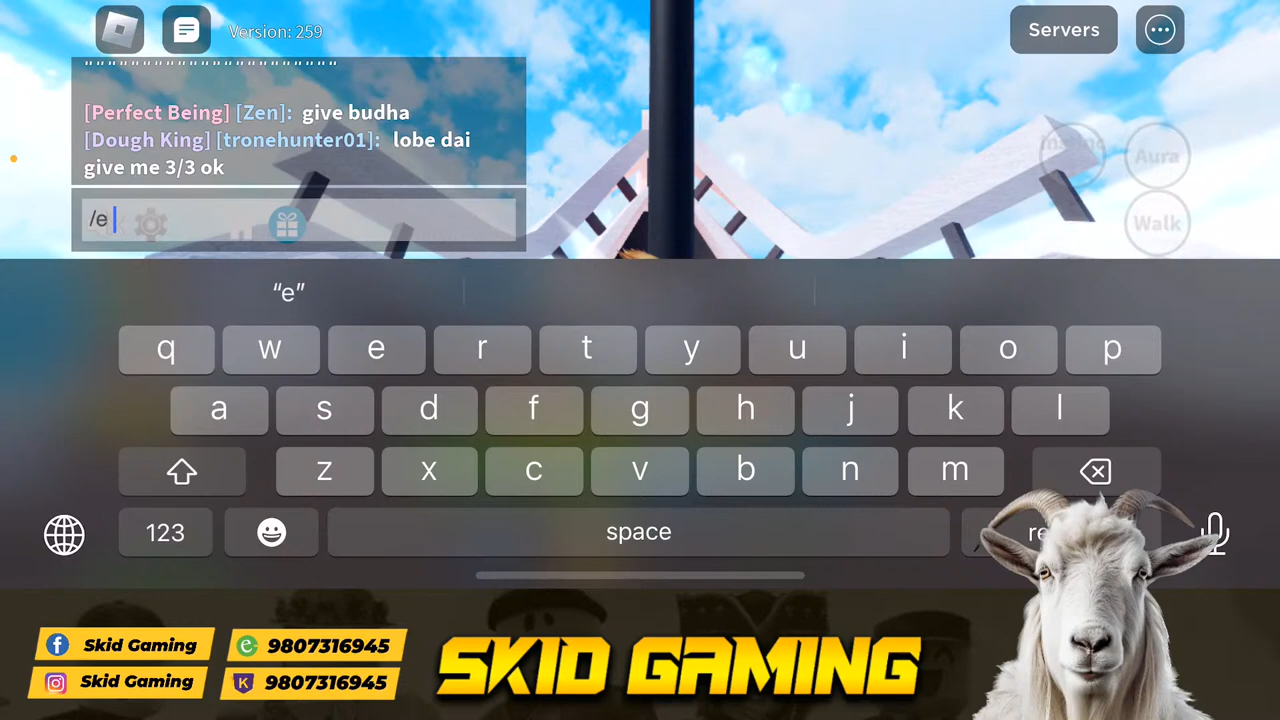 Version: 259
Servers
[Perfect Being] [Zen]: give budha
[Dough King] [tronehunter01]: lobe dai
give me 3/3 ok
/e
Aura
Walk
“e”
q w e r t y u i o p
a s d f g h j k l
z x c v b n m
123
space
Skid Gaming
9807316945
Skid Gaming
9807316945
SKID GAMING